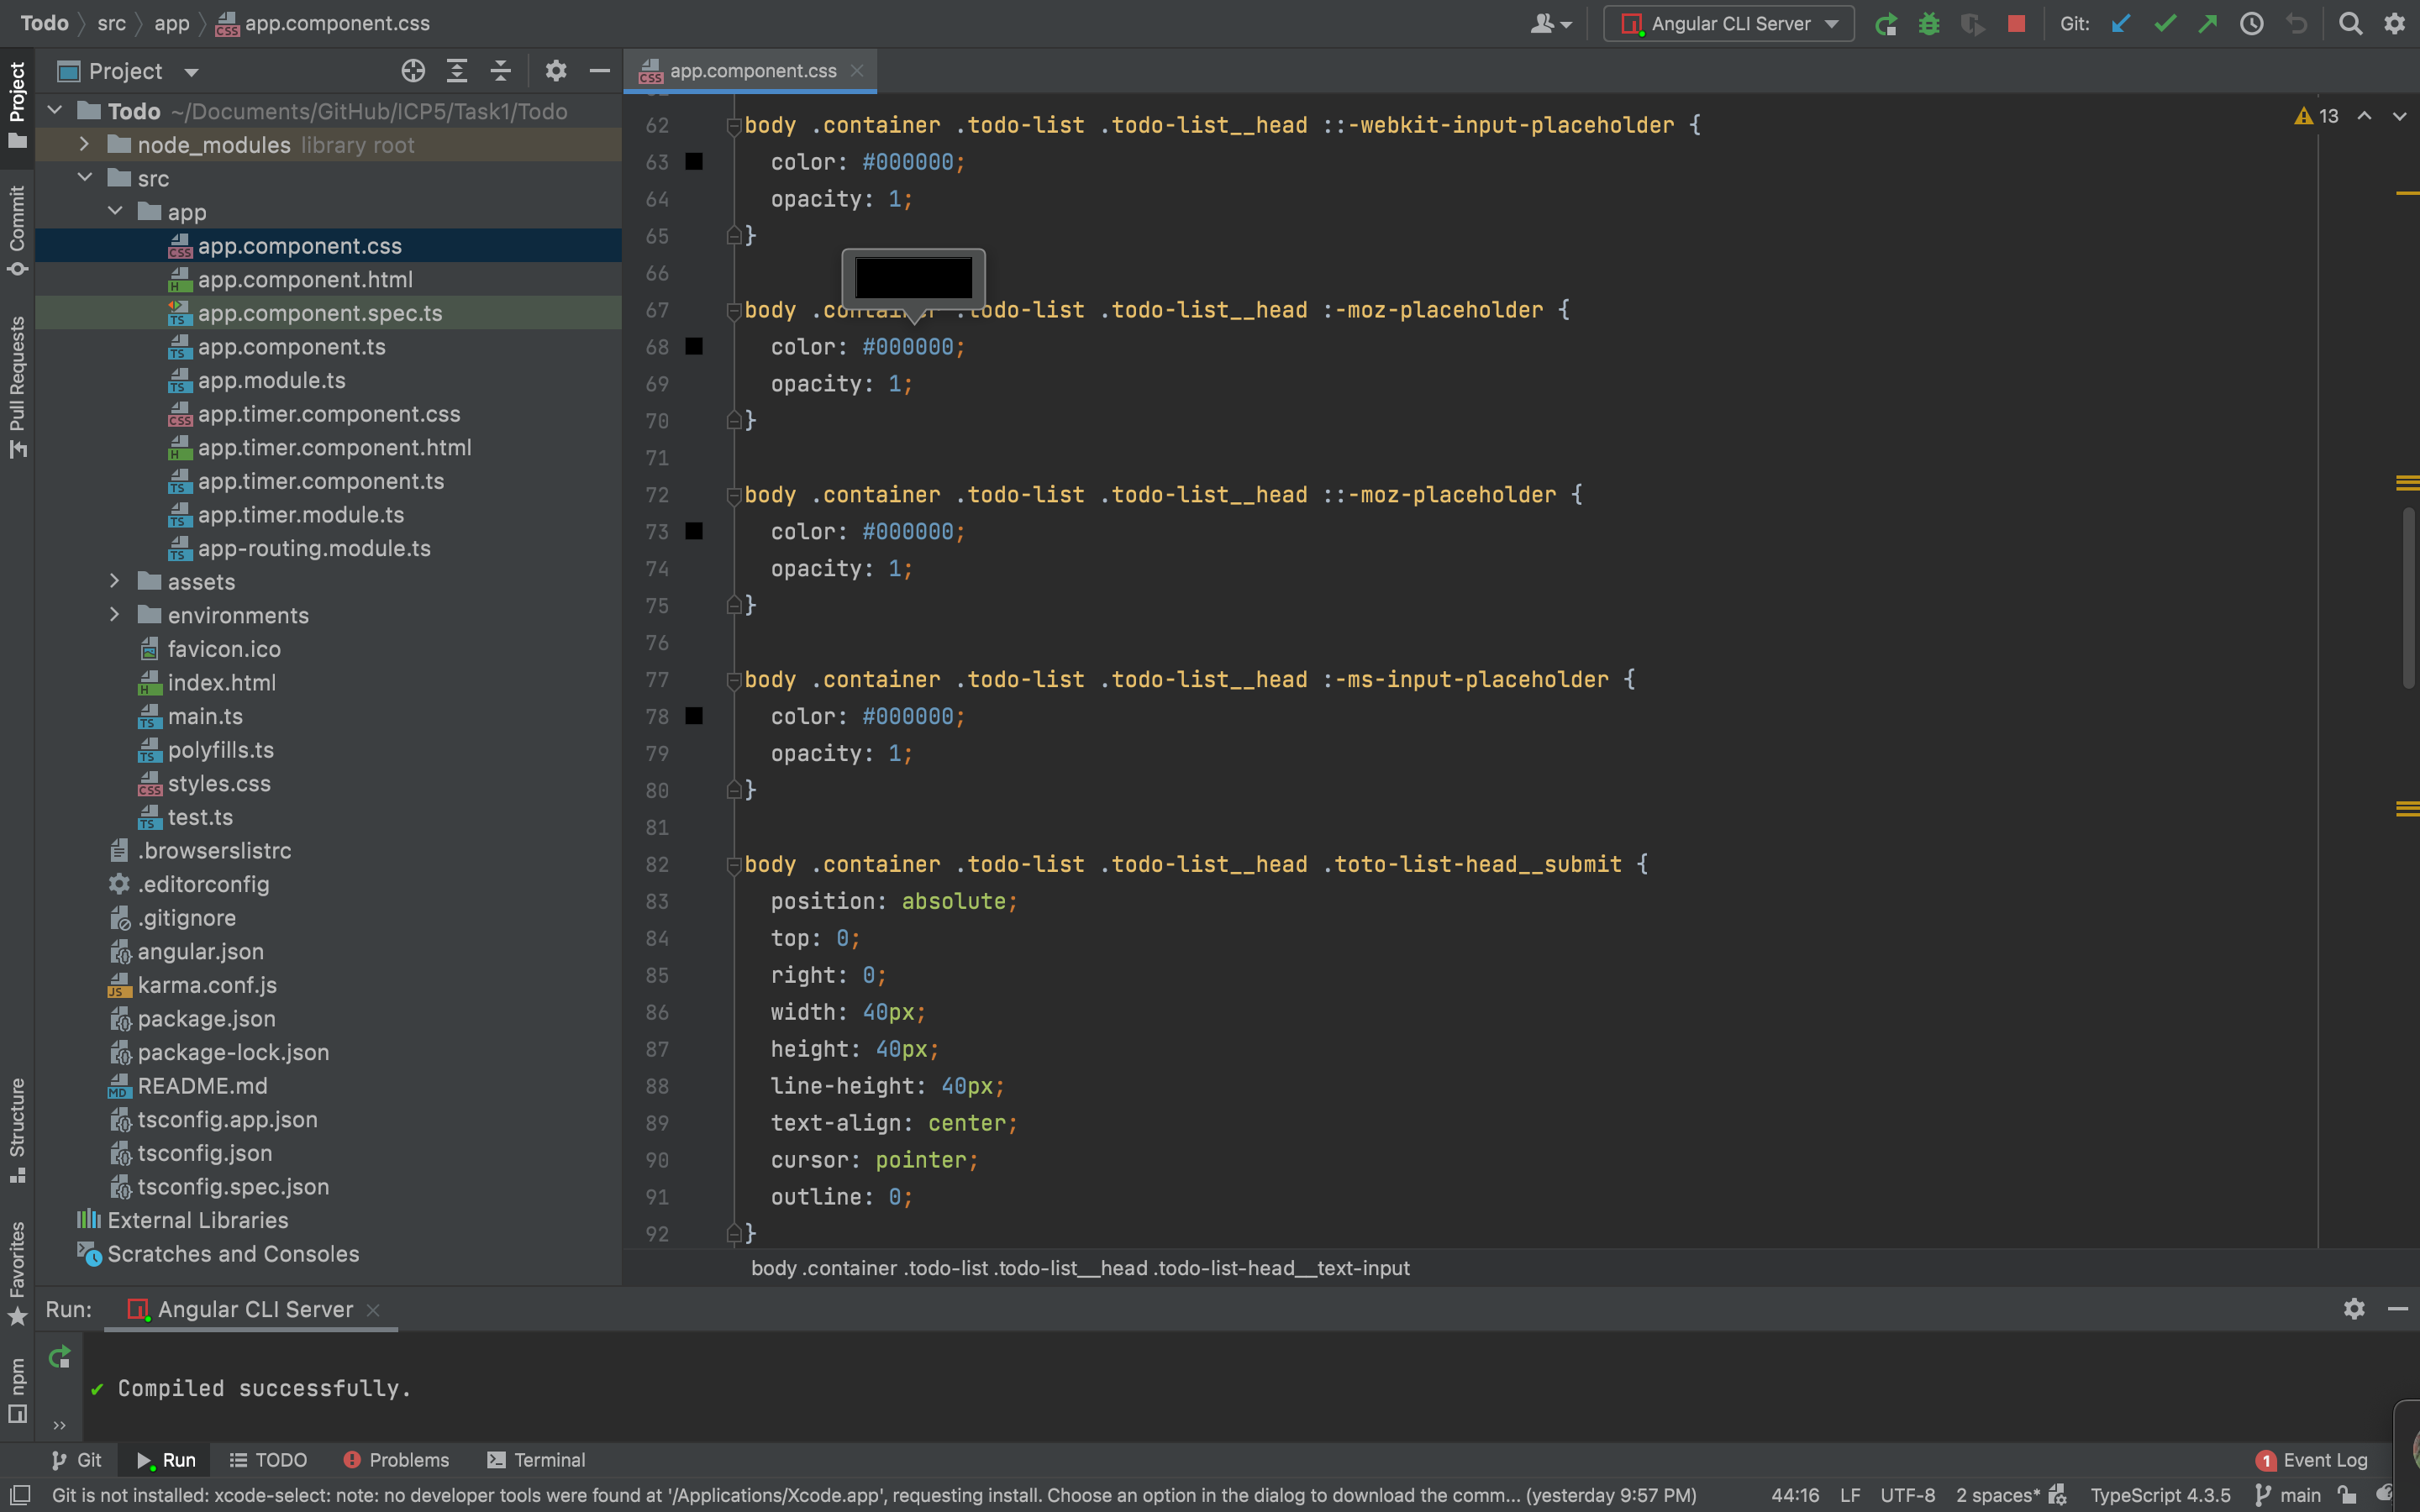 Todo src app app.component.css
Angular CLI Server
Git:
Project
app.component.css
Todo ~/Documents/GitHub/ICP5/Task1/Todo
node_modules library root
src
app
app.component.css
app.component.html
app.component.spec.ts
app.component.ts
app.module.ts
app.timer.component.css
app.timer.component.html
app.timer.component.ts
app.timer.module.ts
app-routing.module.ts
assets
environments
favicon.ico
index.html
main.ts
polyfills.ts
styles.css
test.ts
.browserslistrc
.editorconfig
.gitignore
angular.json
karma.conf.js
package.json
package-lock.json
README.md
tsconfig.app.json
tsconfig.json
tsconfig.spec.json
External Libraries
Scratches and Consoles
Project
Commit
Pull Requests
Structure
Favorites
npm
13
62 body .container .todo-list .todo-list__head ::-webkit-input-placeholder {
63 color: #000000;
64 opacity: 1;
65 }
66
67 body .container .todo-list .todo-list__head :-moz-placeholder {
68 color: #000000;
69 opacity: 1;
70 }
71
72 body .container .todo-list .todo-list__head ::-moz-placeholder {
73 color: #000000;
74 opacity: 1;
75 }
76
77 body .container .todo-list .todo-list__head :-ms-input-placeholder {
78 color: #000000;
79 opacity: 1;
80 }
81
82 body .container .todo-list .todo-list__head .toto-list-head__submit {
83 position: absolute;
84 top: 0;
85 right: 0;
86 width: 40px;
87 height: 40px;
88 line-height: 40px;
89 text-align: center;
90 cursor: pointer;
91 outline: 0;
92 }
body .container .todo-list .todo-list__head .todo-list-head__text-input
Run: Angular CLI Server
✔ Compiled successfully.
Git Run TODO Problems Terminal
1 Event Log
Git is not installed: xcode-select: note: no developer tools were found at '/Applications/Xcode.app', requesting install. Choose an option in the dialog to download the comm... (yesterday 9:57 PM)
44:16 LF UTF-8 2 spaces* TypeScript 4.3.5 main